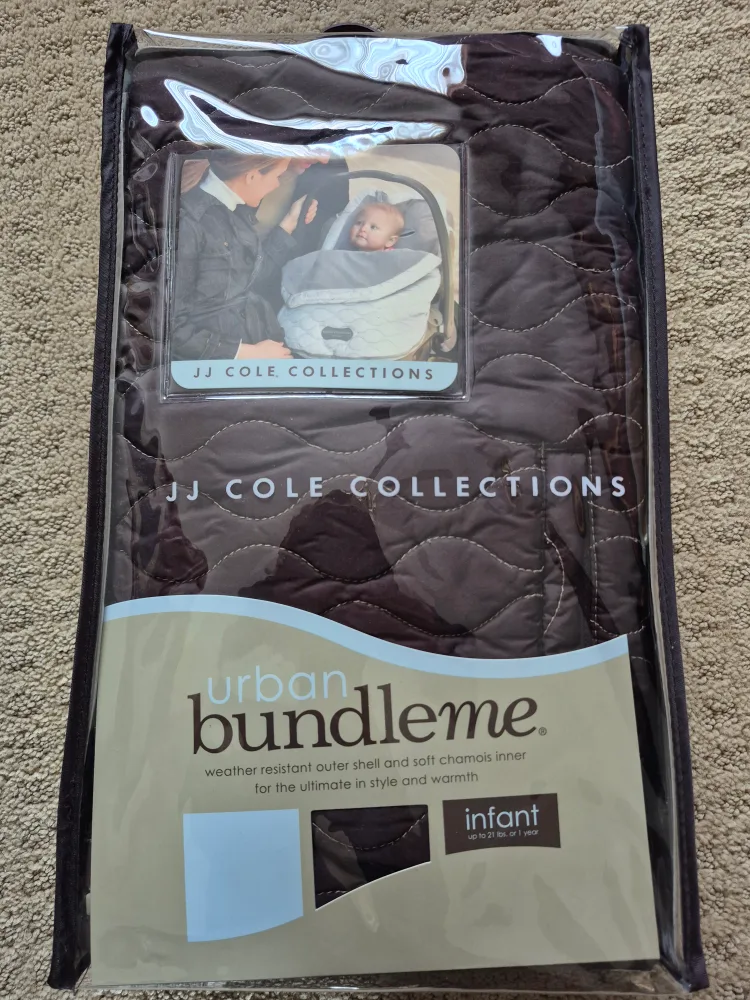 JJ COLE COLLECTIONS
JJ COLE COLLECTIONS
urban
bundleme®
weather resistant outer shell and soft chamois inner
for the ultimate in style and warmth
infant
up to 21 lbs. or 1 year